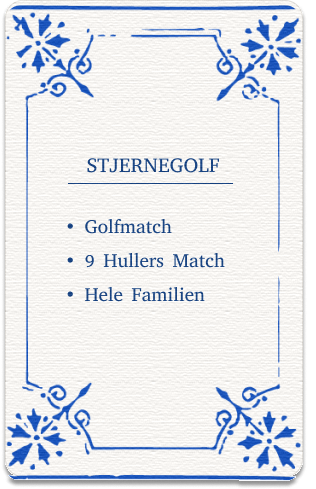 STJERNEGOLF
• Golfmatch
• 9 Hullers Match
• Hele Familien